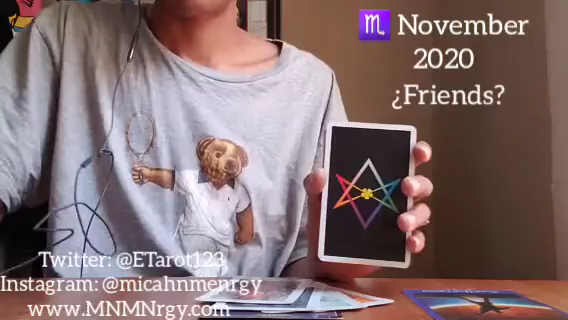 ♏ November
2020
¿Friends?
Twitter: @ETarot123
Instagram: @micahnmenrgy
www.MNMNrgy.com